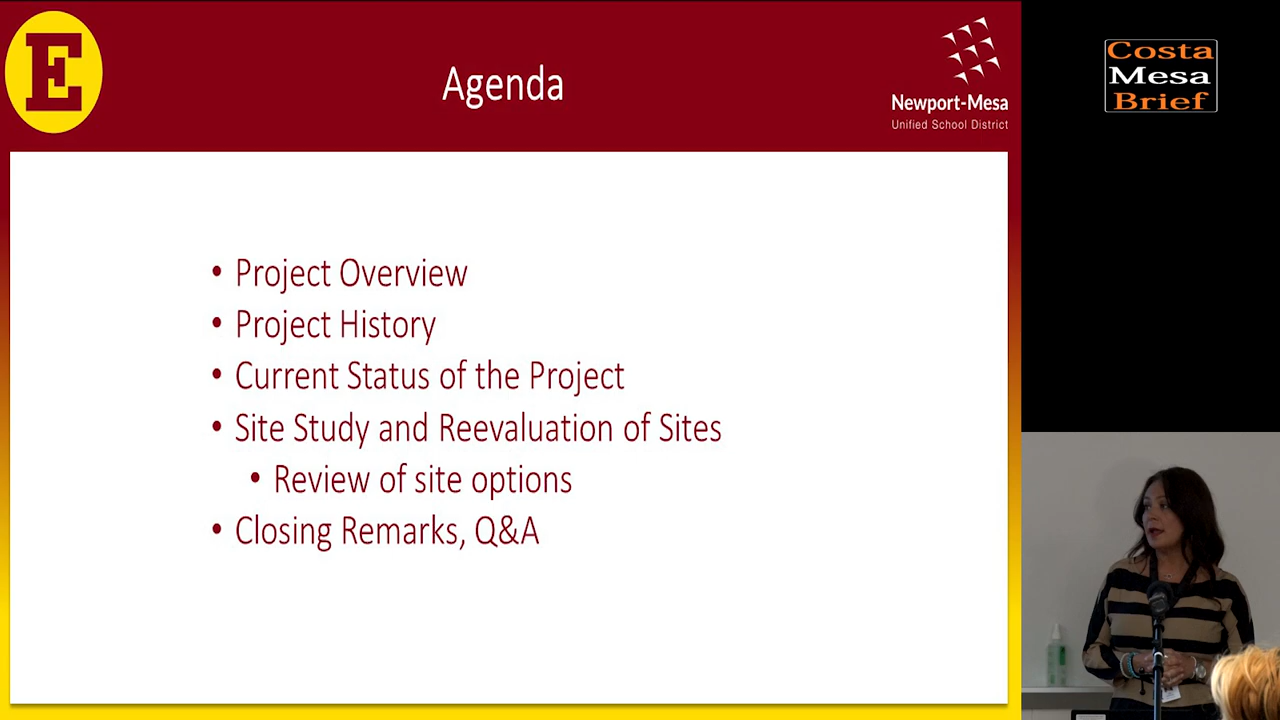 E
Agenda
Newport-Mesa
Unified School District
Costa
Mesa
Brief
• Project Overview
• Project History
• Current Status of the Project
• Site Study and Reevaluation of Sites
• Review of site options
• Closing Remarks, Q&A